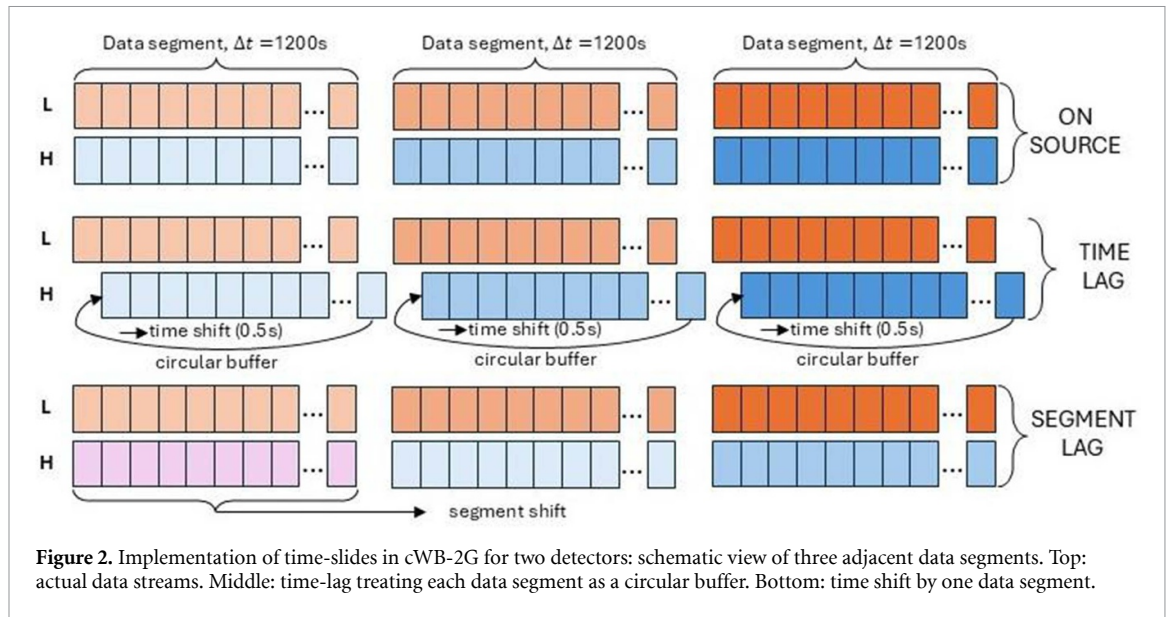 Data segment, Δt =1200s Data segment, Δt =1200s Data segment, Δt =1200s
L ... ... ...
ON
SOURCE
H ... ... ...
L ... ... ...
TIME
LAG
H ... ... ...
time shift (0.5s) time shift (0.5s) time shift (0.5s)
circular buffer circular buffer circular buffer
L ... ... ...
SEGMENT
LAG
H ... ... ...
segment shift
Figure 2. Implementation of time-slides in cWB-2G for two detectors: schematic view of three adjacent data segments. Top:
actual data streams. Middle: time-lag treating each data segment as a circular buffer. Bottom: time shift by one data segment.